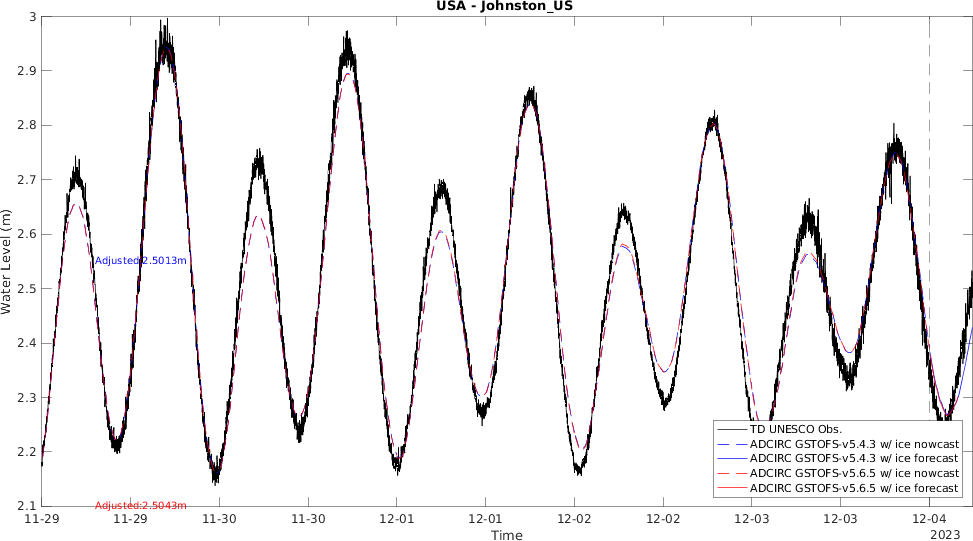 USA - Johnston_US
3
2.9
2.8
2.7
2.6
2.5
2.4
2.3
2.2
2.1
Water Level (m)
Adjusted:2.5013m
Adjusted:2.5043m
TD UNESCO Obs.
ADCIRC GSTOFS-v5.4.3 w/ ice nowcast
ADCIRC GSTOFS-v5.4.3 w/ ice forecast
ADCIRC GSTOFS-v5.6.5 w/ ice nowcast
ADCIRC GSTOFS-v5.6.5 w/ ice forecast
11-29 11-29 11-30 11-30 12-01 12-01 12-02 12-02 12-03 12-03 12-04
Time
2023